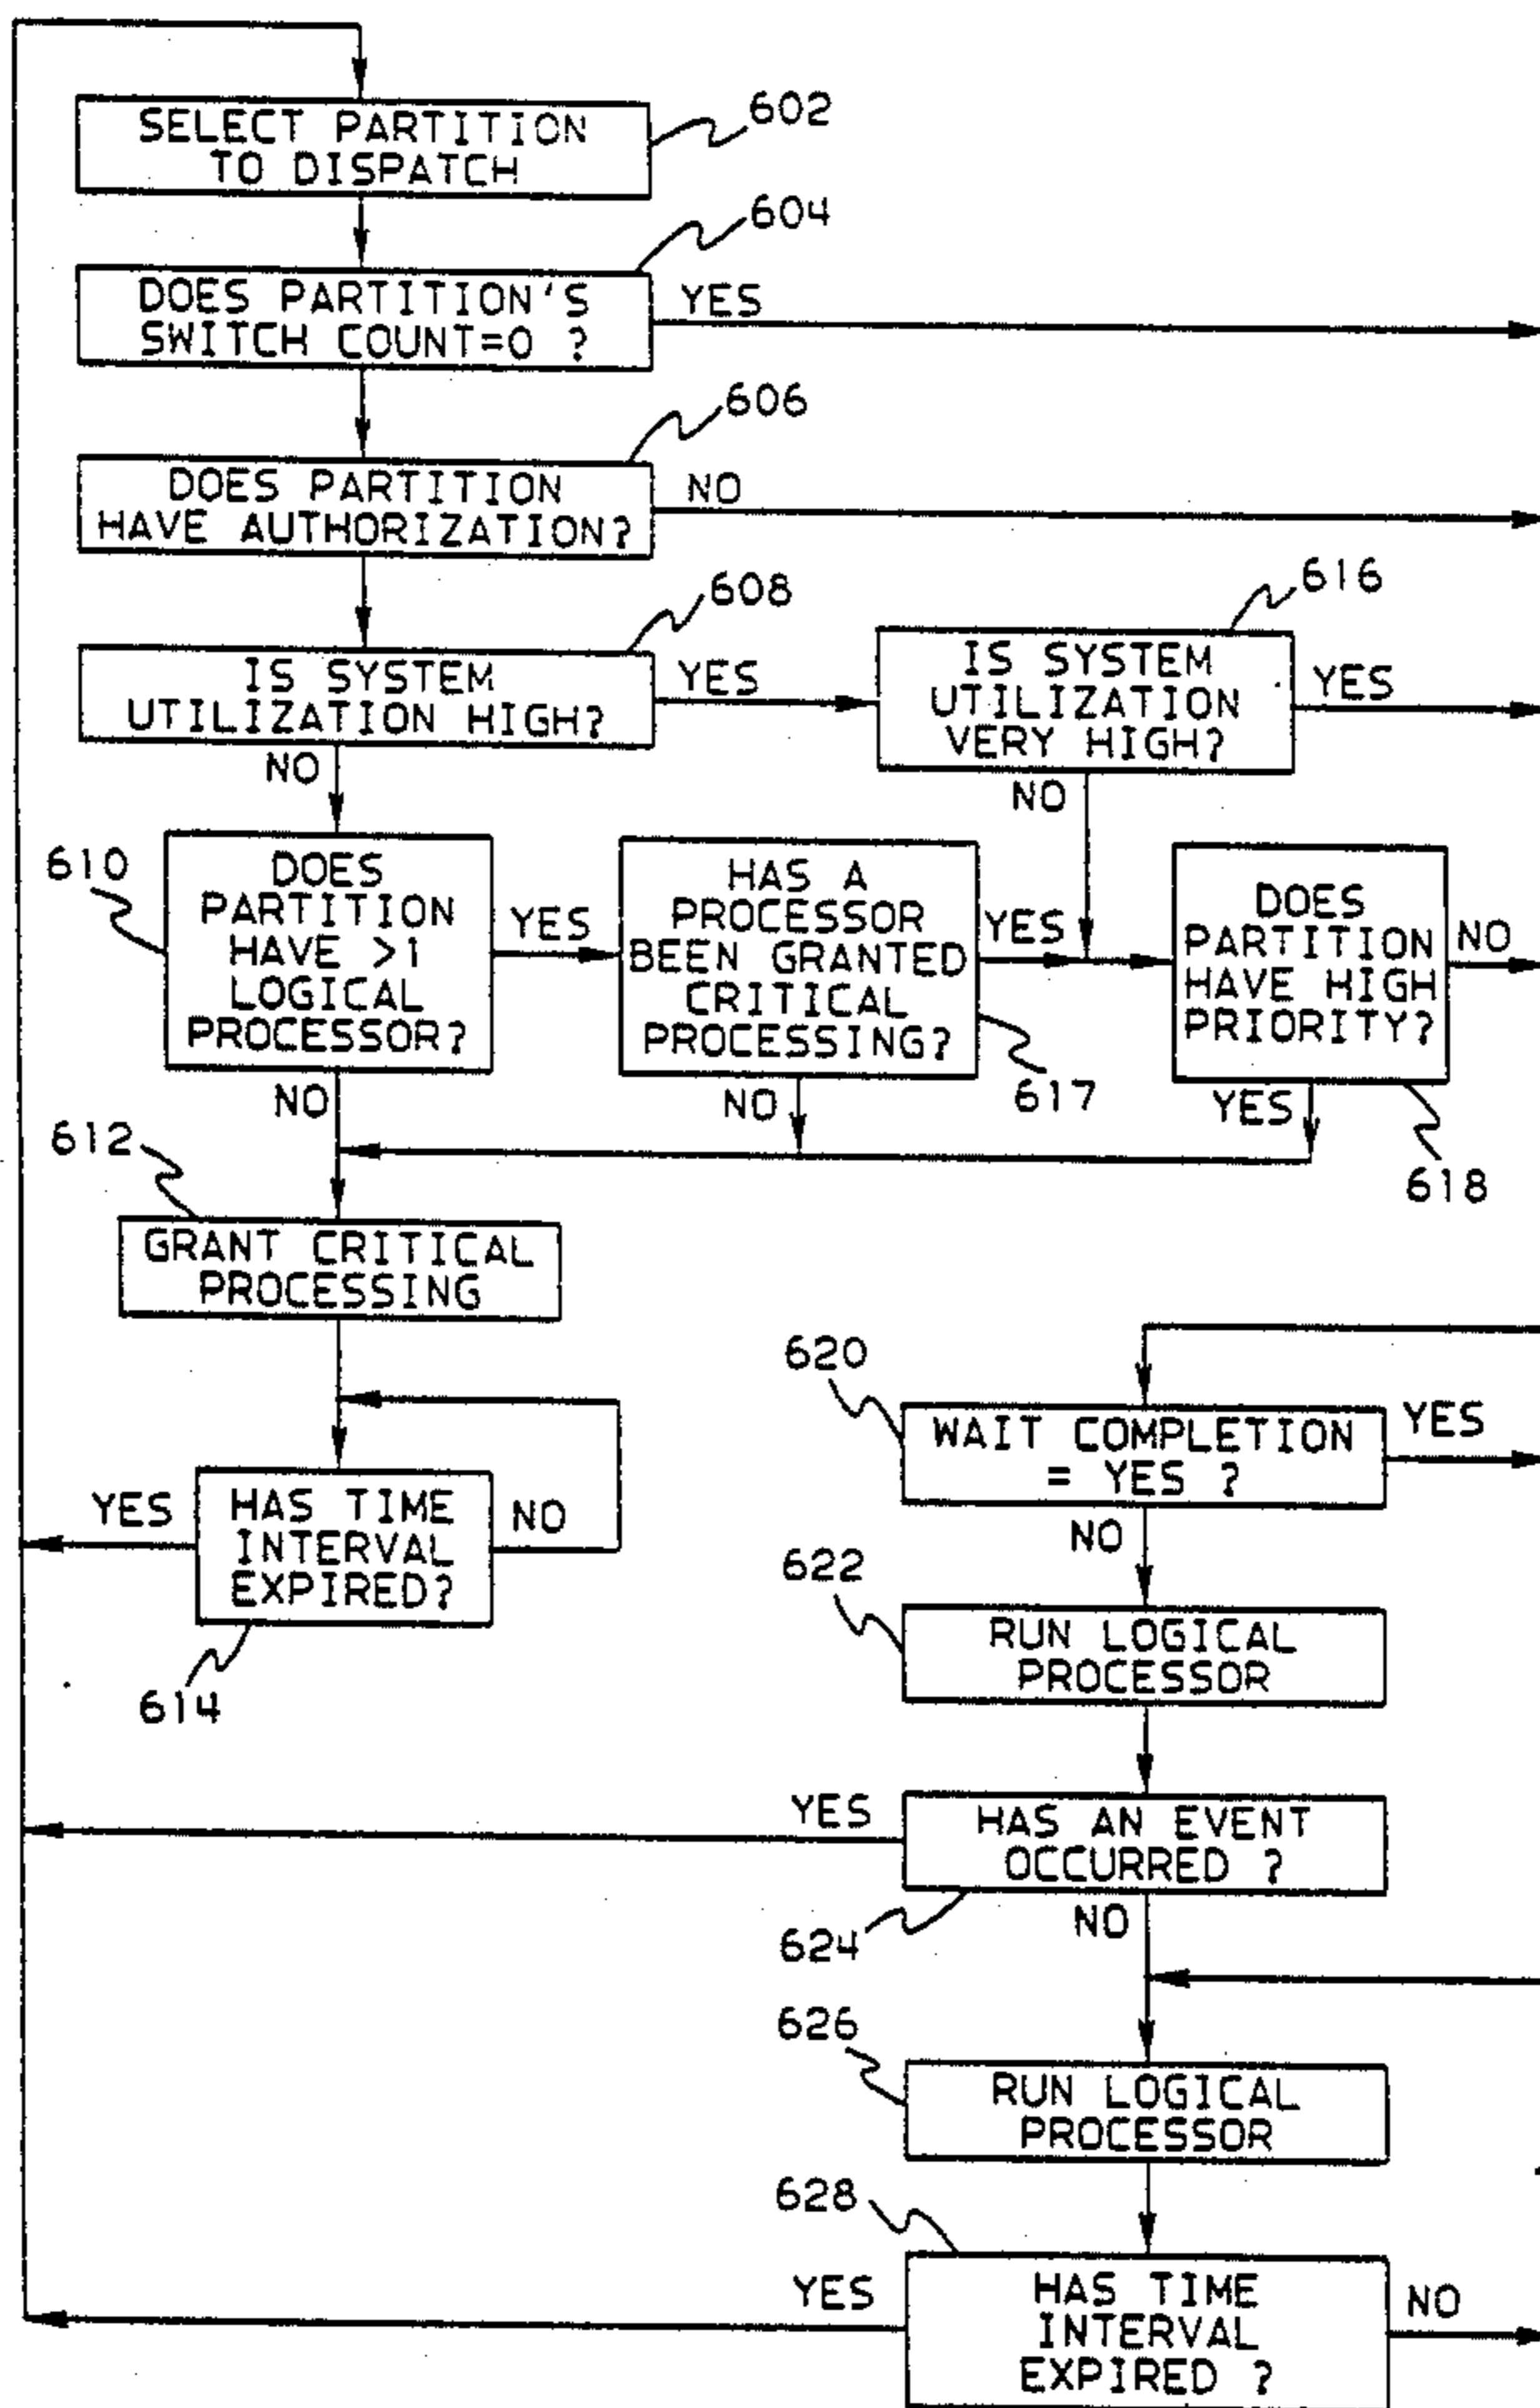 SELECT PARTITION
TO DISPATCH
602
604
DOES PARTITION'S
SWITCH COUNT=0 ?
YES
606
DOES PARTITION
HAVE AUTHORIZATION?
NO
608
IS SYSTEM
UTILIZATION HIGH?
YES
NO
616
IS SYSTEM
UTILIZATION
VERY HIGH?
YES
NO
610
DOES
PARTITION
HAVE >1
LOGICAL
PROCESSOR?
YES
NO
HAS A
PROCESSOR
BEEN GRANTED
CRITICAL
PROCESSING?
YES
NO
617
DOES
PARTITION
HAVE HIGH
PRIORITY?
NO
YES
618
612
GRANT CRITICAL
PROCESSING
YES
HAS TIME
INTERVAL
EXPIRED?
NO
614
620
WAIT COMPLETION
= YES ?
YES
NO
622
RUN LOGICAL
PROCESSOR
YES
HAS AN EVENT
OCCURRED ?
624
NO
626
RUN LOGICAL
PROCESSOR
628
YES
HAS TIME
INTERVAL
EXPIRED ?
NO